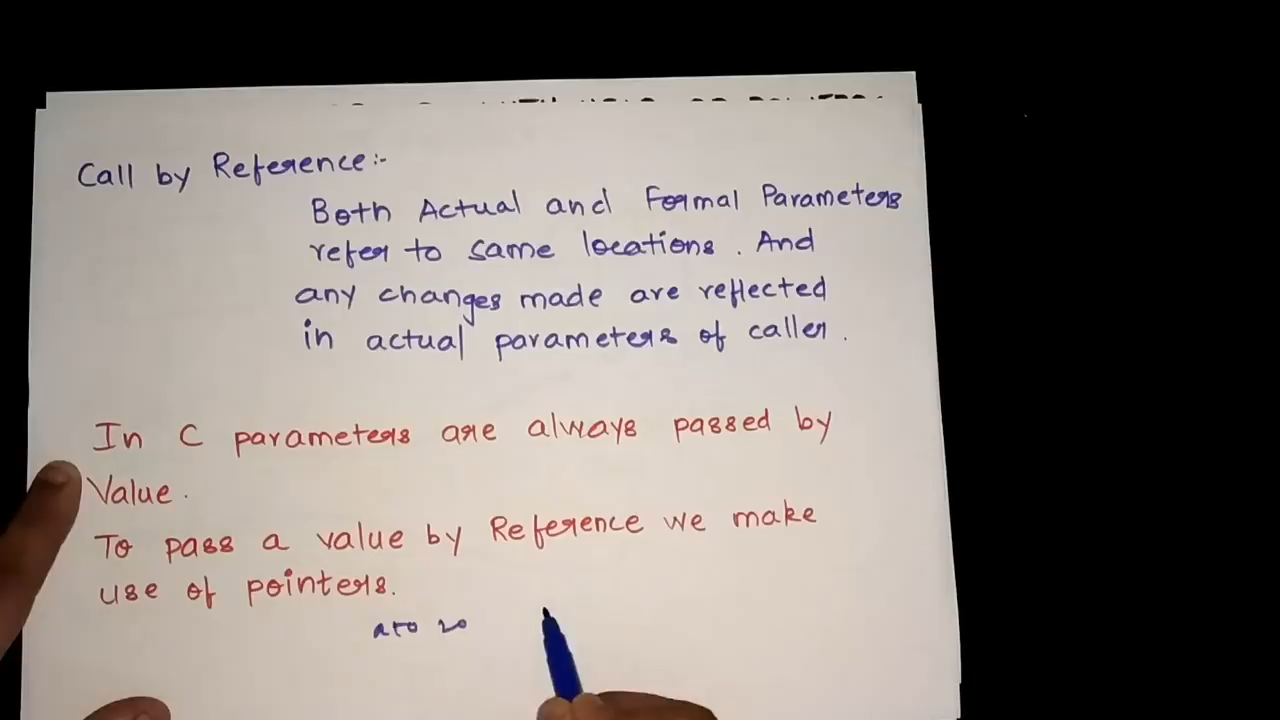 Call by Reference:-
Both Actual and Formal Parameters
refer to same locations. And
any changes made are reflected
in actual parameters of caller.
In C parameters are always passed by
Value.
To pass a value by Reference we make
use of pointers.
20